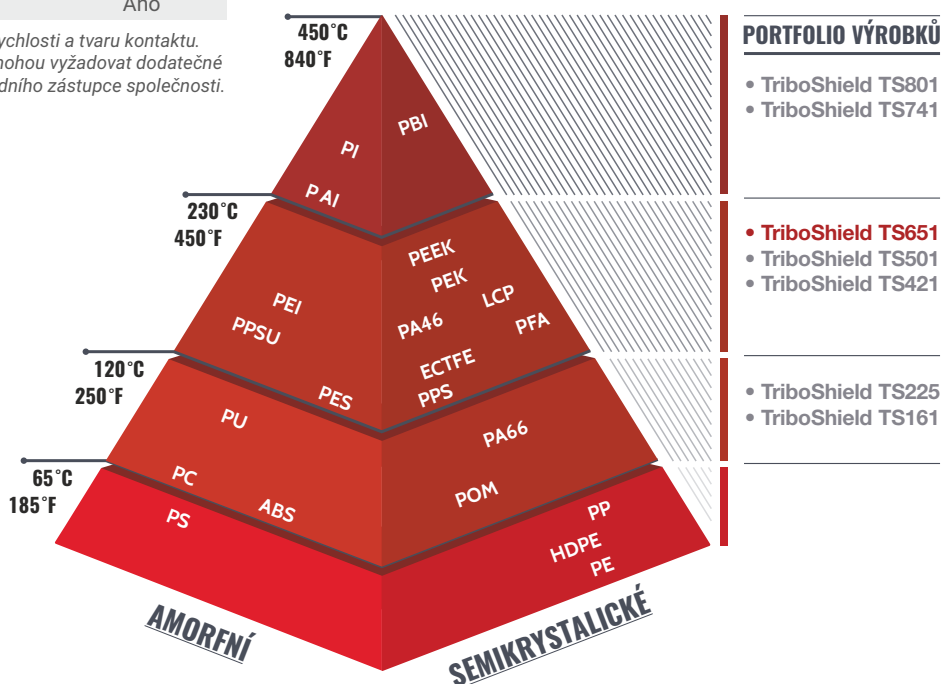 Ano
ychlosti a tvaru kontaktu.
nohou vyžadovat dodatečné
dního zástupce společnosti.
450°C
840°F
PORTFOLIO VÝROBKŮ
• TriboShield TS801
• TriboShield TS741
PBI
PI
P AI
230°C
450°F
• TriboShield TS651
• TriboShield TS501
• TriboShield TS421
PEEK
PEK
LCP
PEI
PPSU
PA46
PFA
ECTFE
PPS
PES
120°C
250°F
• TriboShield TS225
• TriboShield TS161
PU
PA66
PC
POM
ABS
65°C
185°F
PS
PP
HDPE
PE
AMORFNÍ
SEMIKRYSTALICKÉ